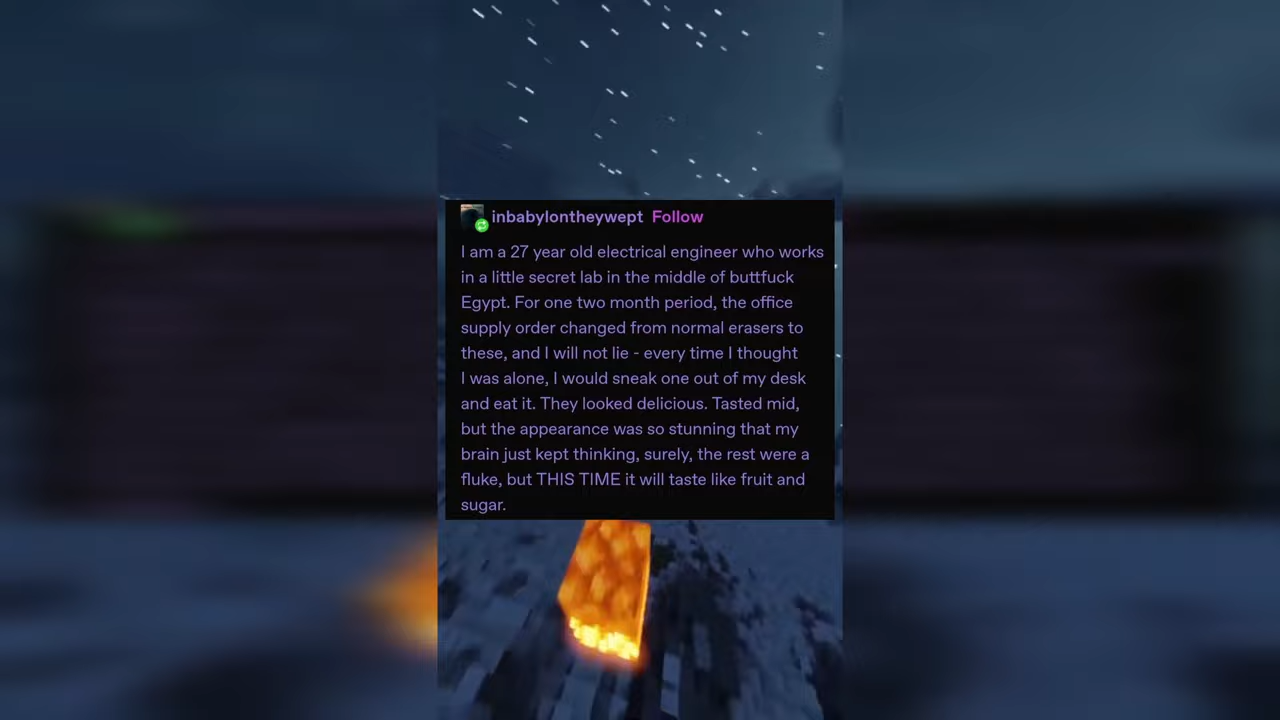 inbabylontheywept Follow
I am a 27 year old electrical engineer who works
in a little secret lab in the middle of buttfuck
Egypt. For one two month period, the office
supply order changed from normal erasers to
these, and I will not lie - every time I thought
I was alone, I would sneak one out of my desk
and eat it. They looked delicious. Tasted mid,
but the appearance was so stunning that my
brain just kept thinking, surely, the rest were a
fluke, but THIS TIME it will taste like fruit and
sugar.